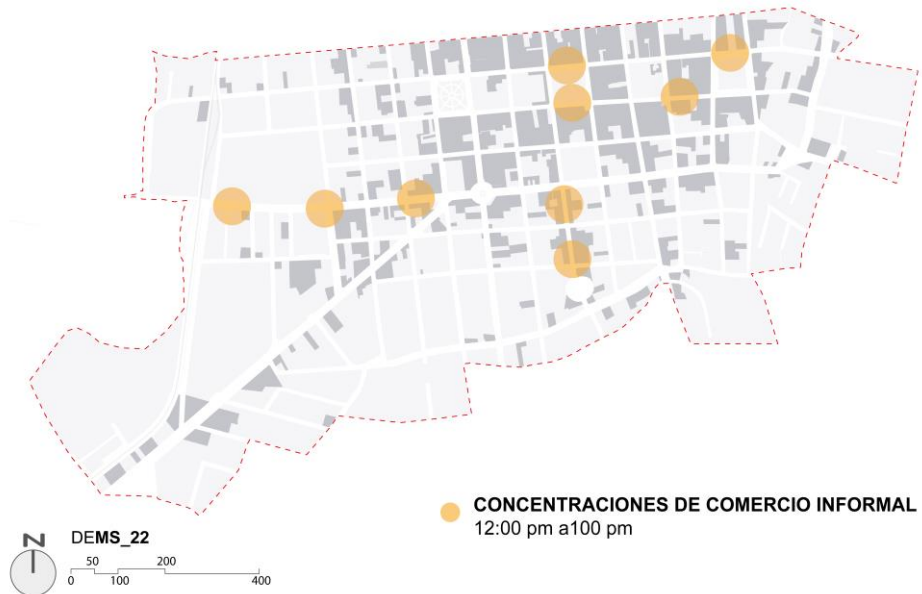 CONCENTRACIONES DE COMERCIO INFORMAL
12:00 pm a100 pm
N
DEMS_22
50 200
0 100 400